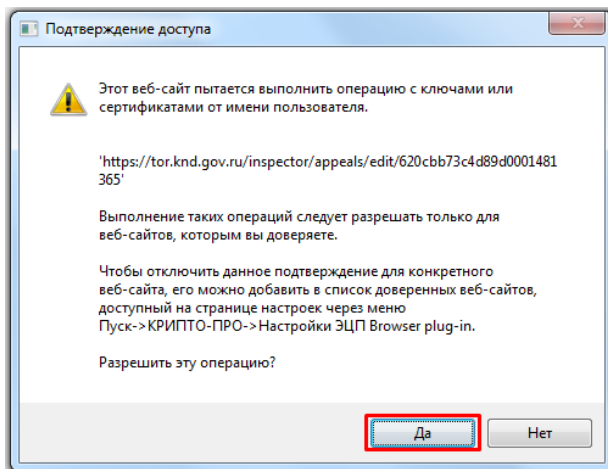 Подтверждение доступа
Этот веб-сайт пытается выполнить операцию с ключами или
сертификатами от имени пользователя.
'https://tor.knd.gov.ru/inspector/appeals/edit/620cbb73c4d89d0001481
365'
Выполнение таких операций следует разрешать только для
веб-сайтов, которым вы доверяете.
Чтобы отключить данное подтверждение для конкретного
веб-сайта, его можно добавить в список доверенных веб-сайтов,
доступный на странице настроек через меню
Пуск->КРИПТО-ПРО->Настройки ЭЦП Browser plug-in.
Разрешить эту операцию?
Да
Нет